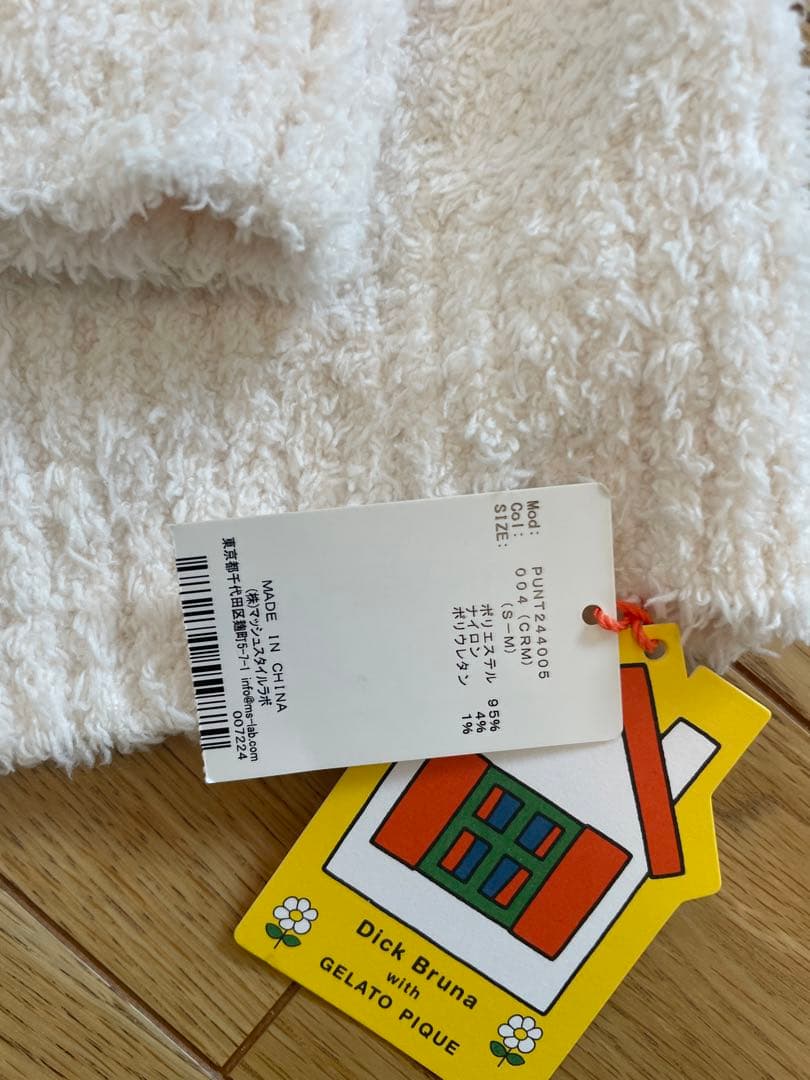 Mod: PUNT244005
Col: 004 (CRM)
SIZE: (S-M)
ポリエステル 95%
ナイロン 4%
ポリウレタン 1%
MADE IN CHINA
(株)マッシュスタイルラボ
東京都千代田区麹町5-7-1 info@ms-lab.com
007224
Dick Bruna
with
GELATO PIQUE